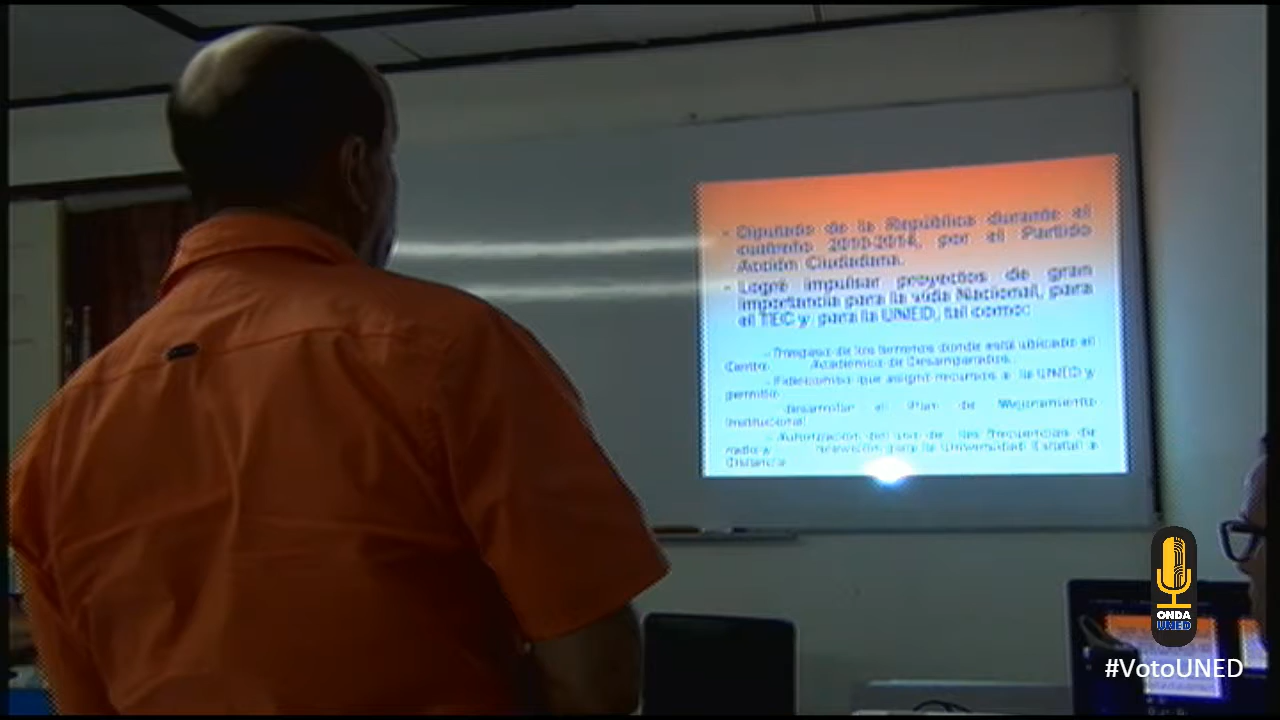 - Diputado de la República durante el
cuatrenio 2010-2014, por el Partido
Acción Ciudadana.
- Logré impulsar proyectos de gran
importancia para la vida Nacional, para
el TEC y para la UNED, tal como:
- Traspaso de los terrenos donde está ubicado el
Centro Académico de Desamparados.
- Fideicomiso que asignó recursos a la UNED y
permitió
desarrollar el Plan de Mejoramiento
Institucional.
- Autorización del uso de las frecuencias de
radio y televisión para la Universidad Estatal a
Distancia
ONDA
UNED
#VotoUNED